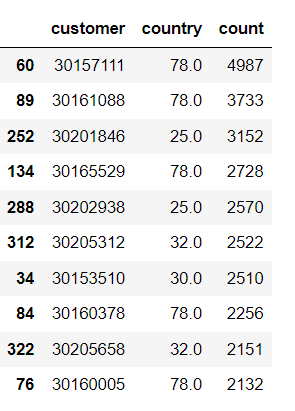 customer country count
60 30157111 78.0 4987
89 30161088 78.0 3733
252 30201846 25.0 3152
134 30165529 78.0 2728
288 30202938 25.0 2570
312 30205312 32.0 2522
34 30153510 30.0 2510
84 30160378 78.0 2256
322 30205658 32.0 2151
76 30160005 78.0 2132